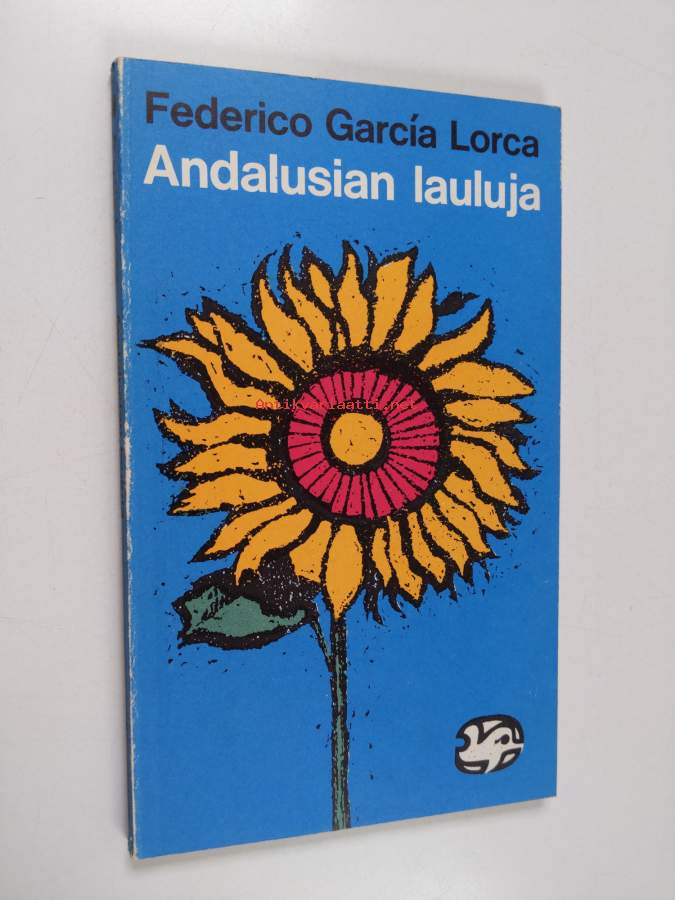 Federico García Lorca
Andalusian lauluja
Antikvariaatti.net